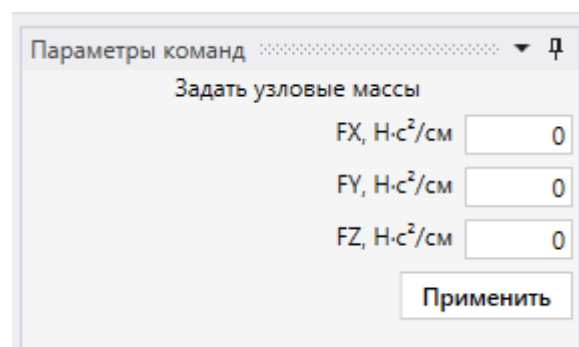 Параметры команд
Задать узловые массы
FX, Н·с²/см 0
FY, Н·с²/см 0
FZ, Н·с²/см 0
Применить